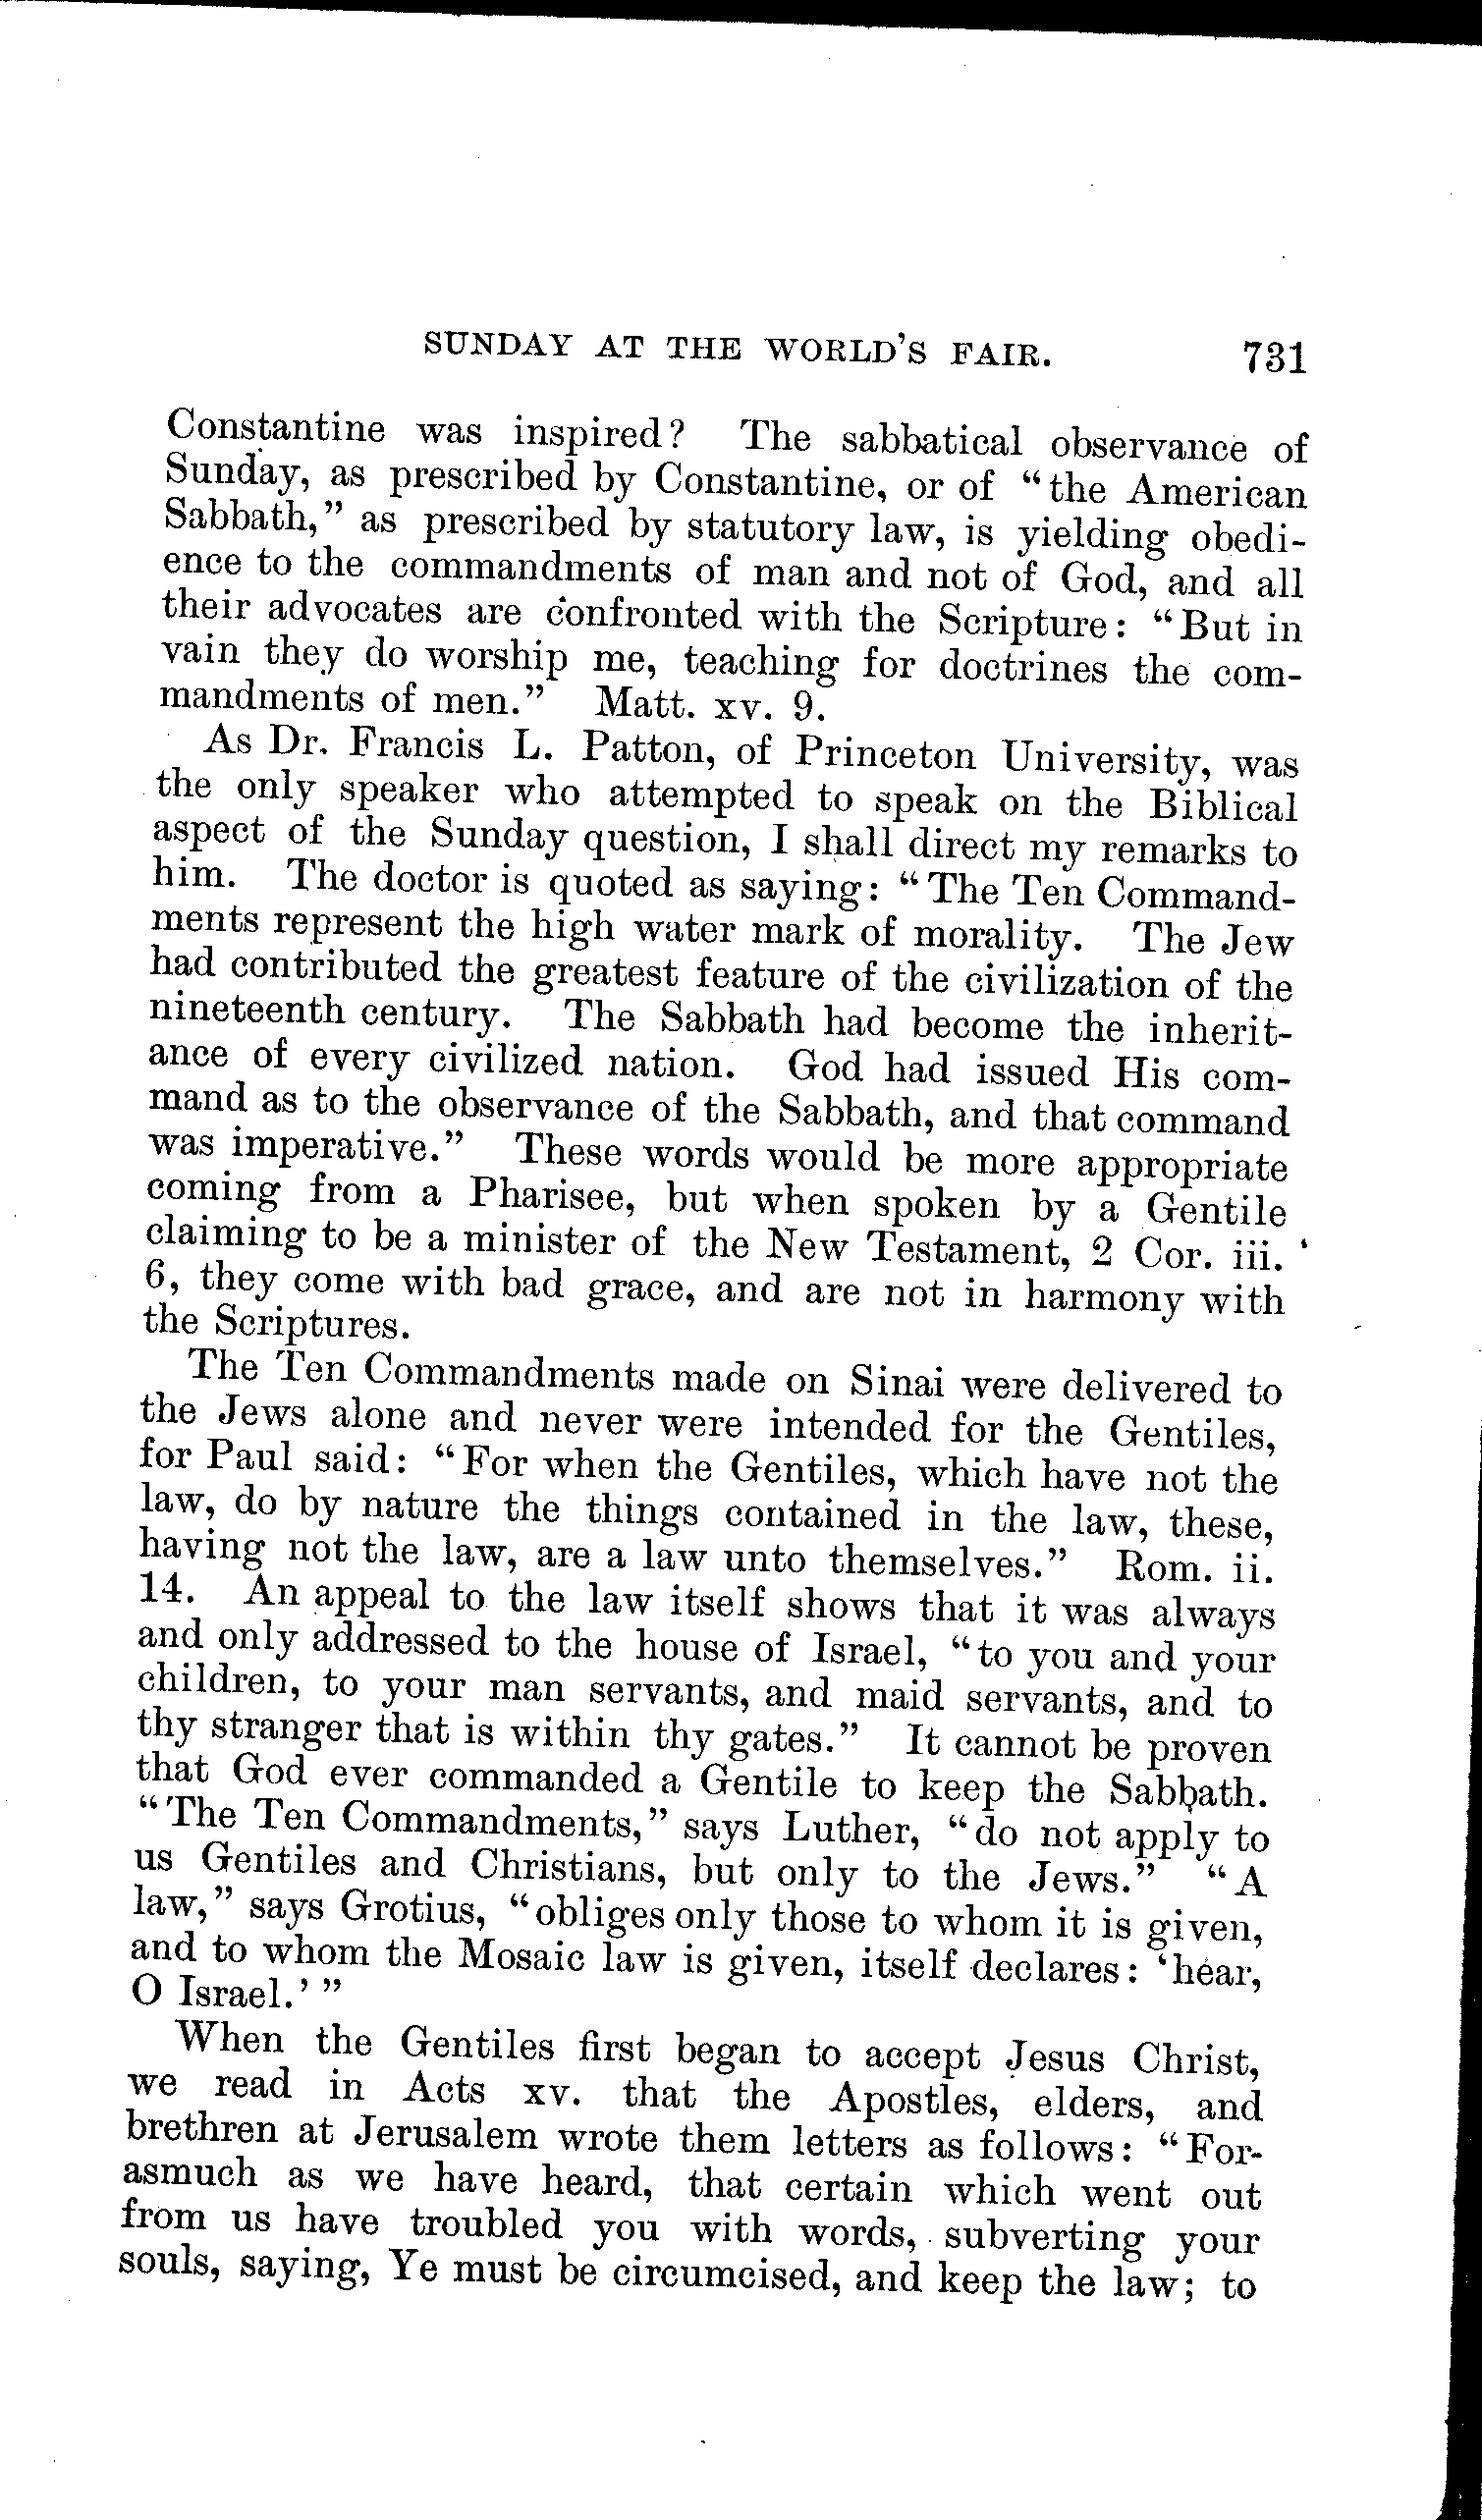 SUNDAY AT THE WORLD'S FAIR. 731
Constantine was inspired? The sabbatical observance of
Sunday, as prescribed by Constantine, or of "the American
Sabbath," as prescribed by statutory law, is yielding obedi-
ence to the commandments of man and not of God, and all
their advocates are confronted with the Scripture: "But in
vain they do worship me, teaching for doctrines the com-
mandments of men." Matt. xv. 9.
As Dr. Francis L. Patton, of Princeton University, was
the only speaker who attempted to speak on the Biblical
aspect of the Sunday question, I shall direct my remarks to
him. The doctor is quoted as saying: "The Ten Command-
ments represent the high water mark of morality. The Jew
had contributed the greatest feature of the civilization of the
nineteenth century. The Sabbath had become the inherit-
ance of every civilized nation. God had issued His com-
mand as to the observance of the Sabbath, and that command
was imperative." These words would be more appropriate
coming from a Pharisee, but when spoken by a Gentile
claiming to be a minister of the New Testament, 2 Cor. iii.
6, they come with bad grace, and are not in harmony with
the Scriptures.
The Ten Commandments made on Sinai were delivered to
the Jews alone and never were intended for the Gentiles,
for Paul said: "For when the Gentiles, which have not the
law, do by nature the things contained in the law, these,
having not the law, are a law unto themselves." Rom. ii.
14. An appeal to the law itself shows that it was always
and only addressed to the house of Israel, "to you and your
children, to your man servants, and maid servants, and to
thy stranger that is within thy gates." It cannot be proven
that God ever commanded a Gentile to keep the Sabbath.
"The Ten Commandments," says Luther, "do not apply to
us Gentiles and Christians, but only to the Jews." "A
law," says Grotius, "obliges only those to whom it is given,
and to whom the Mosaic law is given, itself declares: 'hear,
O Israel.'"
When the Gentiles first began to accept Jesus Christ,
we read in Acts xv. that the Apostles, elders, and
brethren at Jerusalem wrote them letters as follows: "For-
asmuch as we have heard, that certain which went out
from us have troubled you with words, subverting your
souls, saying, Ye must be circumcised, and keep the law; to